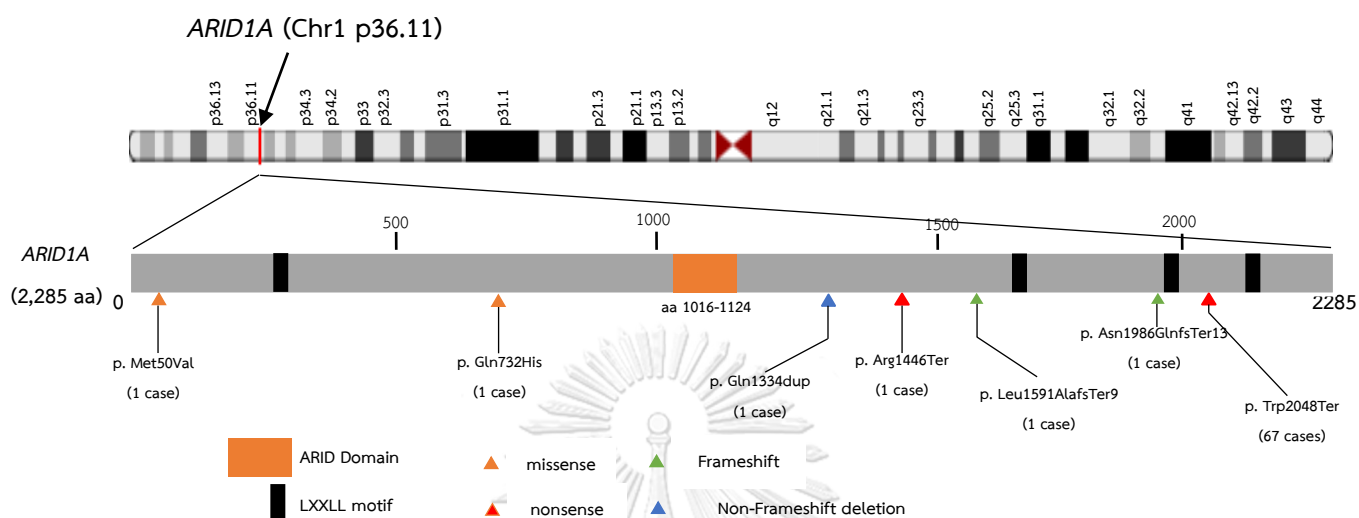 ARID1A (Chr1 p36.11)
p36.13
p36.11
p34.3
p34.2
p33
p32.3
p31.3
p31.1
p21.3
p21.1
p13.3
p13.2
q12
q21.1
q21.3
q23.3
q25.2
q25.3
q31.1
q32.1
q32.2
q41
q42.13
q42.2
q43
q44
500
1000
1500
2000
ARID1A
(2,285 aa)
0
2285
aa 1016-1124
p. Met50Val
(1 case)
p. Gln732His
(1 case)
p. Gln1334dup
(1 case)
p. Arg1446Ter
(1 case)
p. Leu1591AlafsTer9
(1 case)
p. Asn1986GlnfsTer13
(1 case)
p. Trp2048Ter
(67 cases)
ARID Domain
LXXLL motif
missense
nonsense
Frameshift
Non-Frameshift deletion